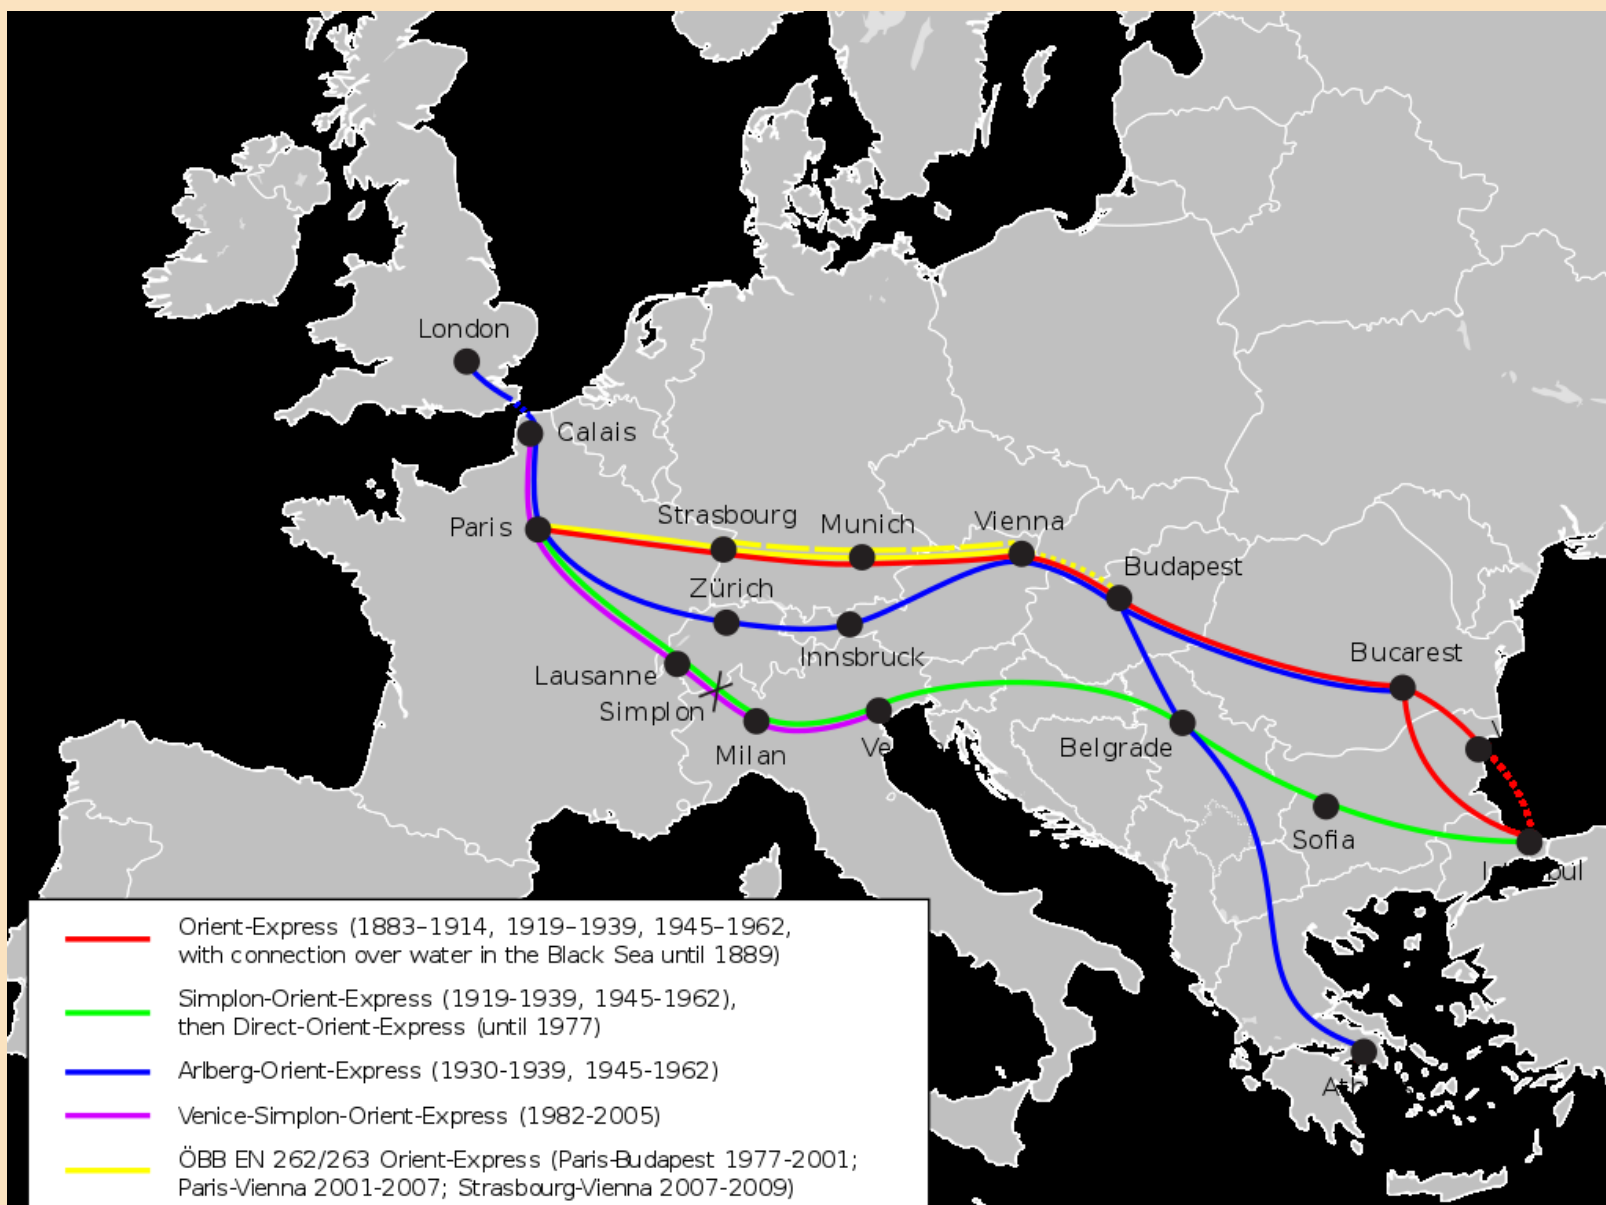 London
Calais
Strasbourg
Munich
Vienna
Paris
Budapest
Zürich
Innsbruck
Bucarest
Lausanne
Simplon
Milan
Belgrade
Sofia
Orient-Express (1883–1914, 1919–1939, 1945–1962,
with connection over water in the Black Sea until 1889)
Simplon-Orient-Express (1919-1939, 1945-1962),
then Direct-Orient-Express (until 1977)
Arlberg-Orient-Express (1930-1939, 1945-1962)
Venice-Simplon-Orient-Express (1982-2005)
ÖBB EN 262/263 Orient-Express (Paris-Budapest 1977-2001;
Paris-Vienna 2001-2007; Strasbourg-Vienna 2007-2009)